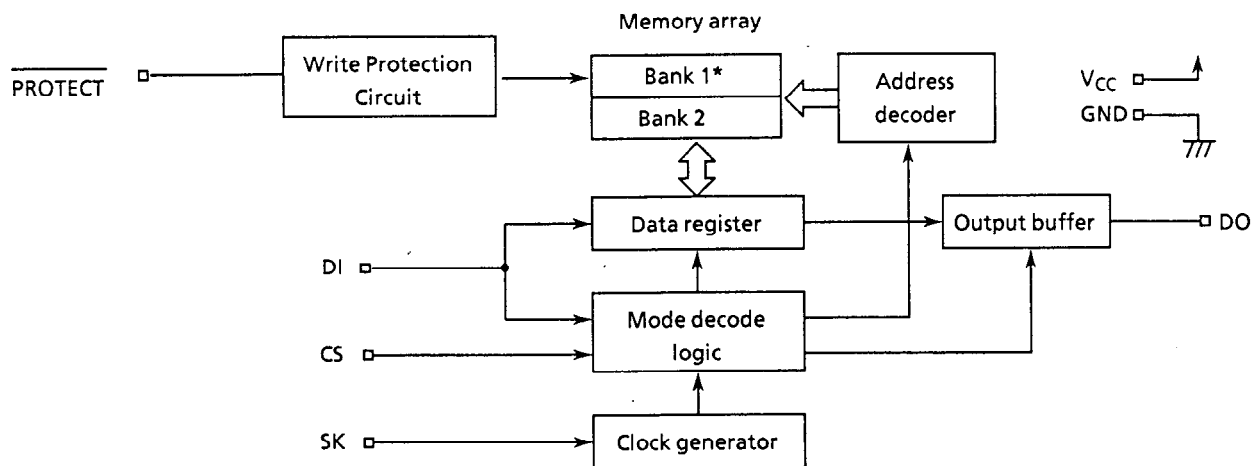 Memory array
PROTECT
Write Protection
Circuit
Bank 1*
Bank 2
Address
decoder
VCC
GND
Data register
Output buffer
DO
DI
Mode decode
logic
CS
SK
Clock generator